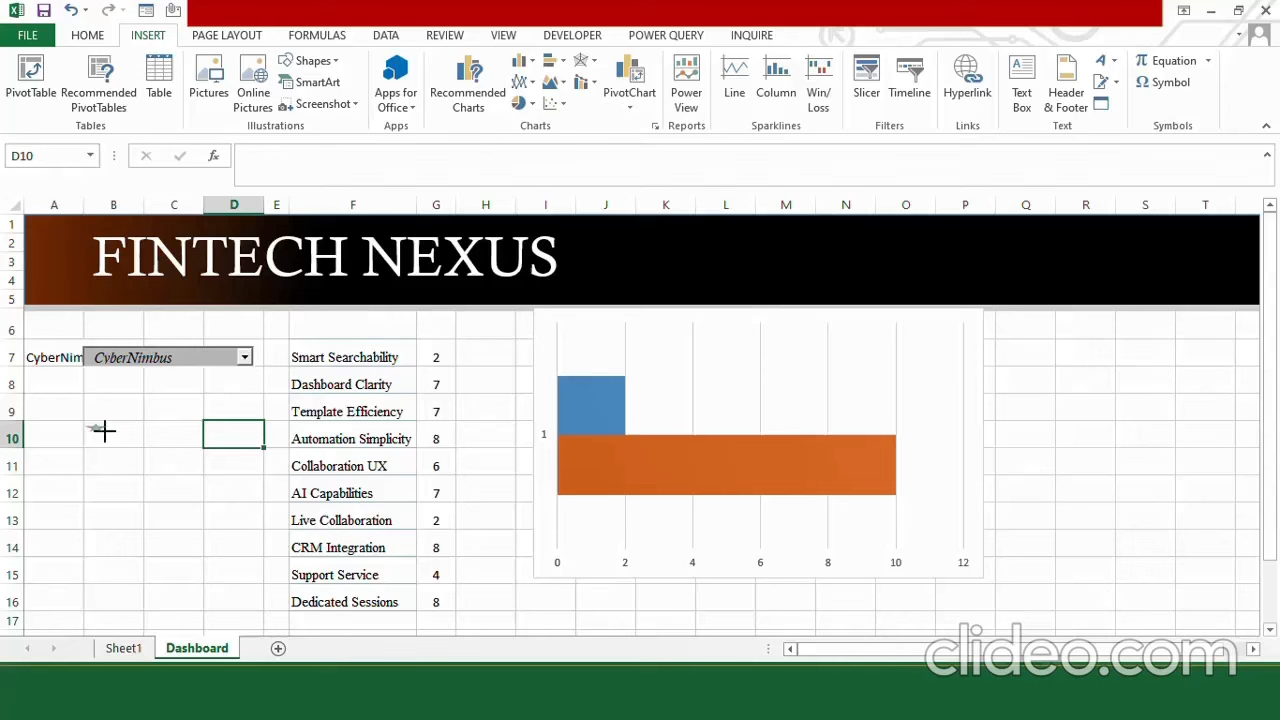 FILE HOME INSERT PAGE LAYOUT FORMULAS DATA REVIEW VIEW DEVELOPER POWER QUERY INQUIRE
PivotTable
Recommended
PivotTables
Table
Tables
Pictures
Online
Pictures
Shapes
SmartArt
Screenshot
Illustrations
Apps for
Office
Apps
Recommended
Charts
PivotChart
Charts
Power
View
Reports
Line
Column
Win/
Loss
Sparklines
Slicer
Timeline
Filters
Hyperlink
Links
Text
Box
Header
& Footer
Text
Equation
Symbol
Symbols
D10 fx
A B C D E F G H I J K L M N O P Q R S T
1
2
3
4
5
FINTECH NEXUS
6
7 CyberNim CyberNimbus Smart Searchability 2
8 Dashboard Clarity 7
9 Template Efficiency 7
10 Automation Simplicity 8
11 Collaboration UX 6
12 AI Capabilities 7
13 Live Collaboration 2
14 CRM Integration 8
15 Support Service 4
16 Dedicated Sessions 8
17
1
0 2 4 6 8 10 12
Sheet1 Dashboard
clideo.com